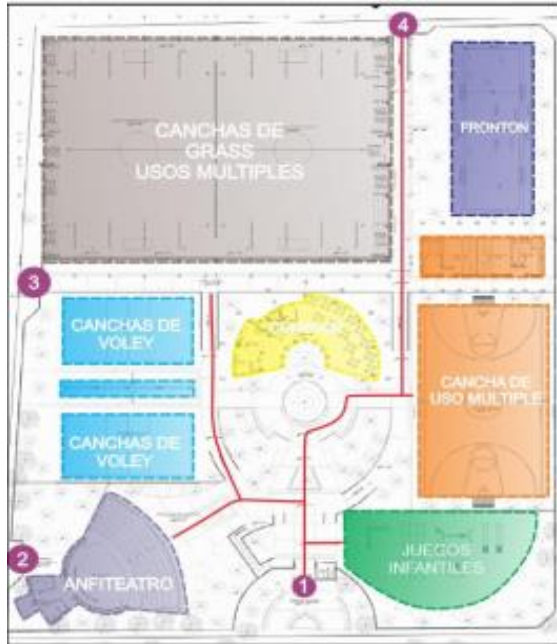 4
CANCHAS DE
GRASS
USOS MULTIPLES
FRONTON
3
CANCHAS DE
VOLEY
CANCHA DE
USO MULTIPLE
CANCHAS DE
VOLEY
2
ANFITEATRO
1
JUEGOS
INFANTILES